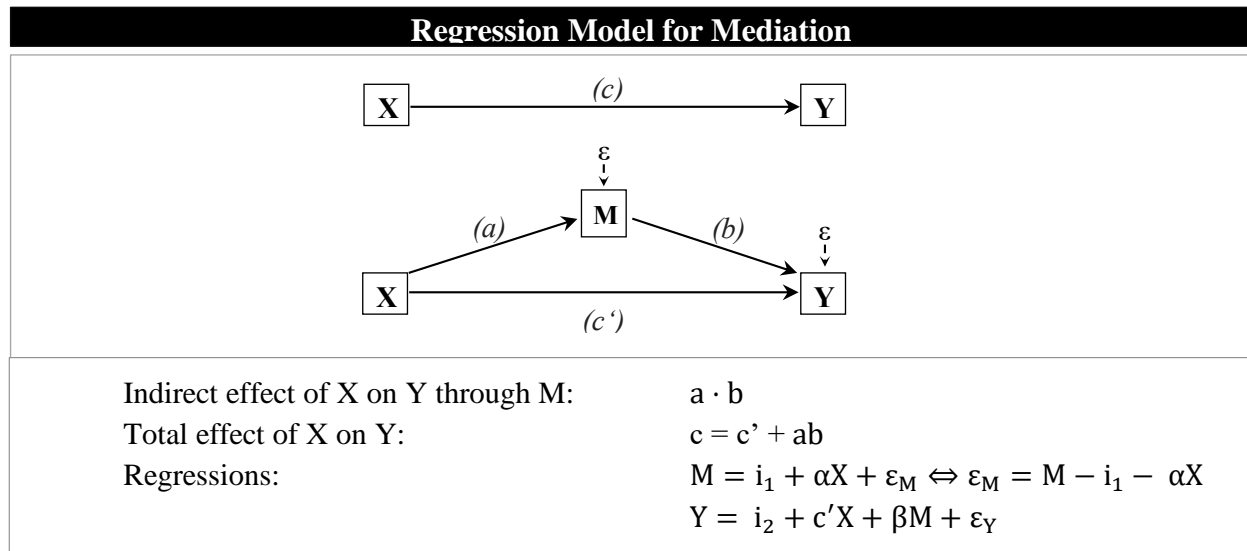 Regression Model for Mediation
(c)
X Y
ε
M
(a) (b)
ε
X Y
(c‘)
Indirect effect of X on Y through M: a · b
Total effect of X on Y: c = c’ + ab
Regressions: M = i₁ + αX + ε_M ⇔ ε_M = M − i₁ − αX
Y = i₂ + c′X + βM + ε_Y